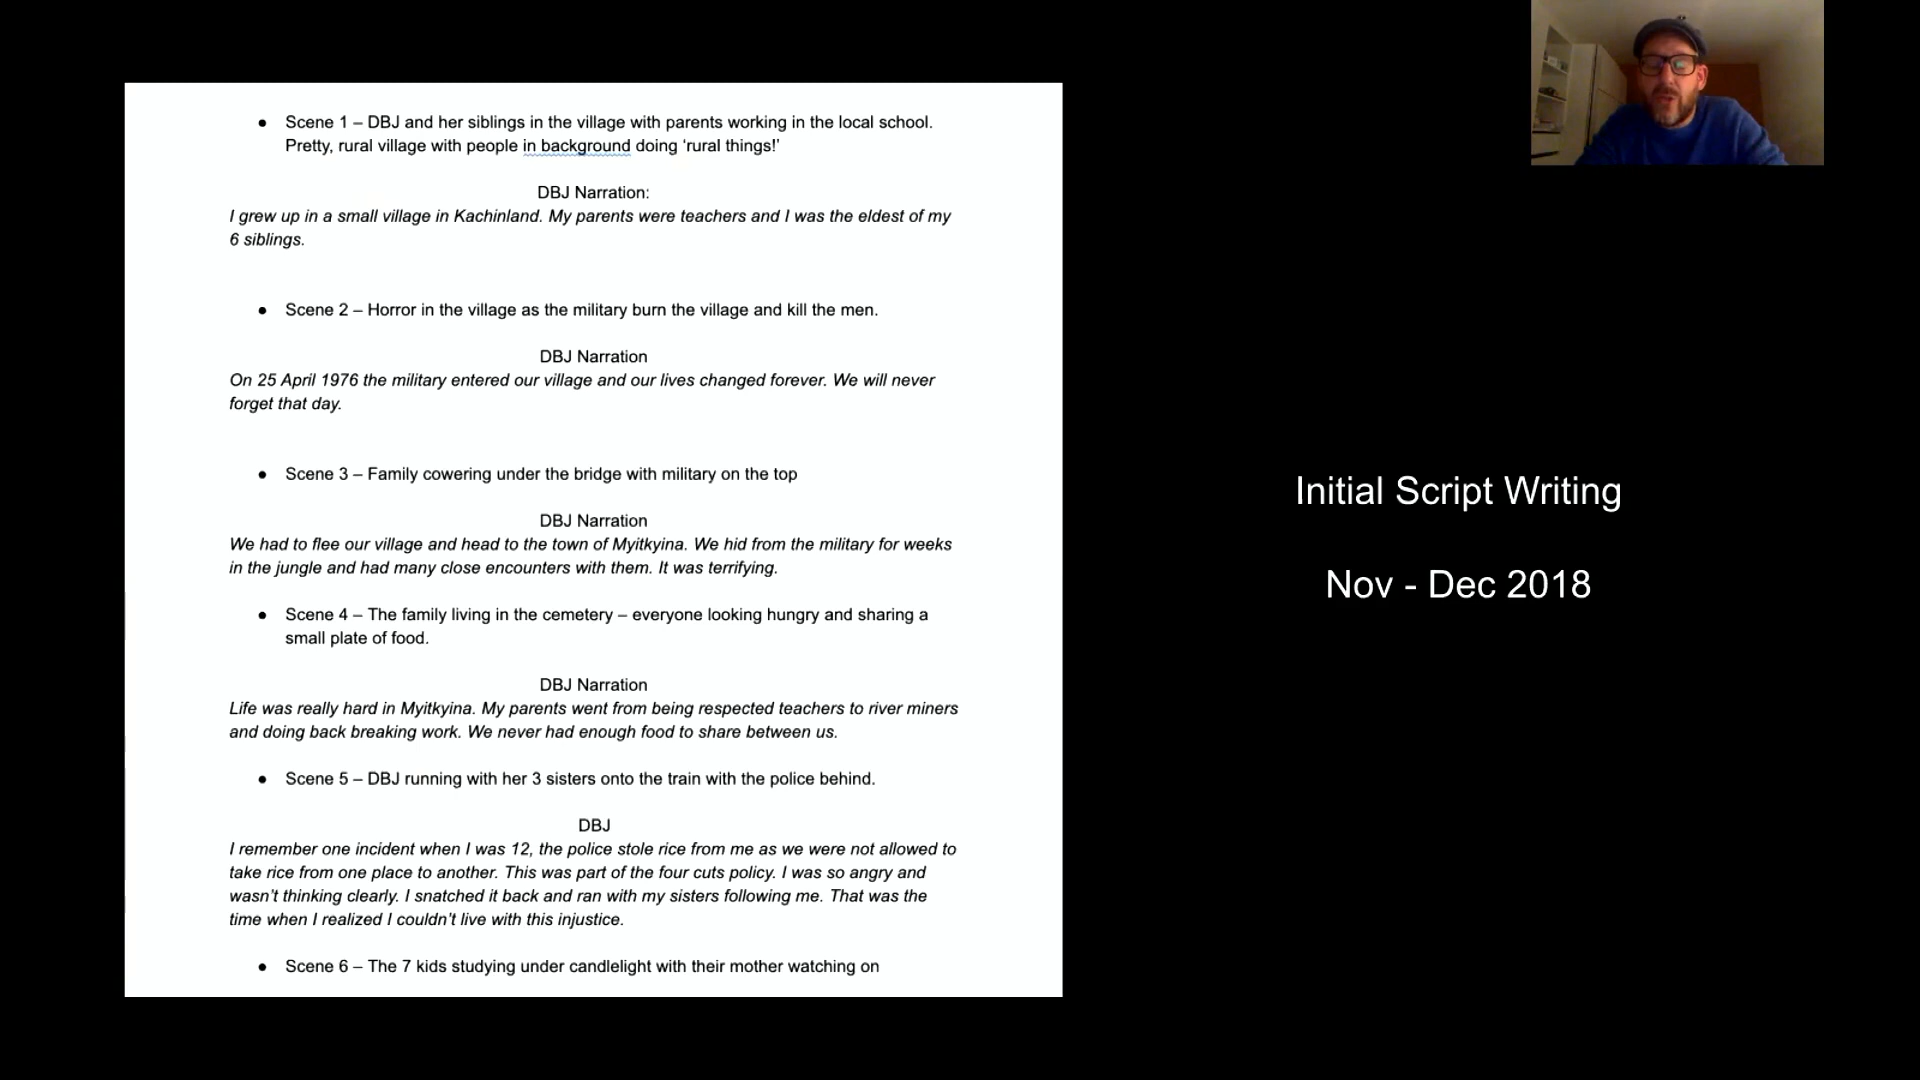 ● Scene 1 – DBJ and her siblings in the village with parents working in the local school.
Pretty, rural village with people in background doing ‘rural things!’
DBJ Narration:
I grew up in a small village in Kachinland. My parents were teachers and I was the eldest of my
6 siblings.
● Scene 2 – Horror in the village as the military burn the village and kill the men.
DBJ Narration
On 25 April 1976 the military entered our village and our lives changed forever. We will never
forget that day.
● Scene 3 – Family cowering under the bridge with military on the top
DBJ Narration
We had to flee our village and head to the town of Myitkyina. We hid from the military for weeks
in the jungle and had many close encounters with them. It was terrifying.
● Scene 4 – The family living in the cemetery – everyone looking hungry and sharing a
small plate of food.
DBJ Narration
Life was really hard in Myitkyina. My parents went from being respected teachers to river miners
and doing back breaking work. We never had enough food to share between us.
● Scene 5 – DBJ running with her 3 sisters onto the train with the police behind.
DBJ
I remember one incident when I was 12, the police stole rice from me as we were not allowed to
take rice from one place to another. This was part of the four cuts policy. I was so angry and
wasn’t thinking clearly. I snatched it back and ran with my sisters following me. That was the
time when I realized I couldn’t live with this injustice.
● Scene 6 – The 7 kids studying under candlelight with their mother watching on
Initial Script Writing
Nov - Dec 2018